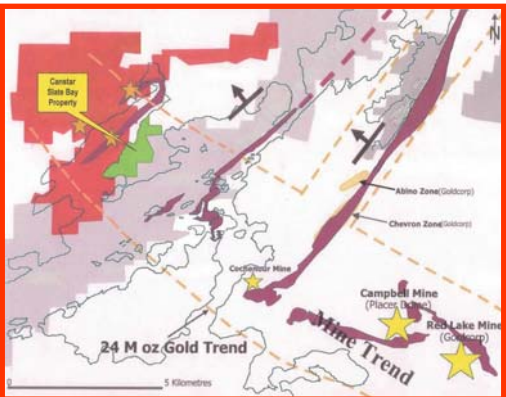 N
Canstar
Slate Bay
Property
Abino Zone(Goldcorp)
Chevron Zone(Goldcorp)
Cochenour Mine
Campbell Mine
(Placer Dome)
Red Lake Mine
(Goldcorp)
24 M oz Gold Trend
Mine Trend
0
5 Kilometres